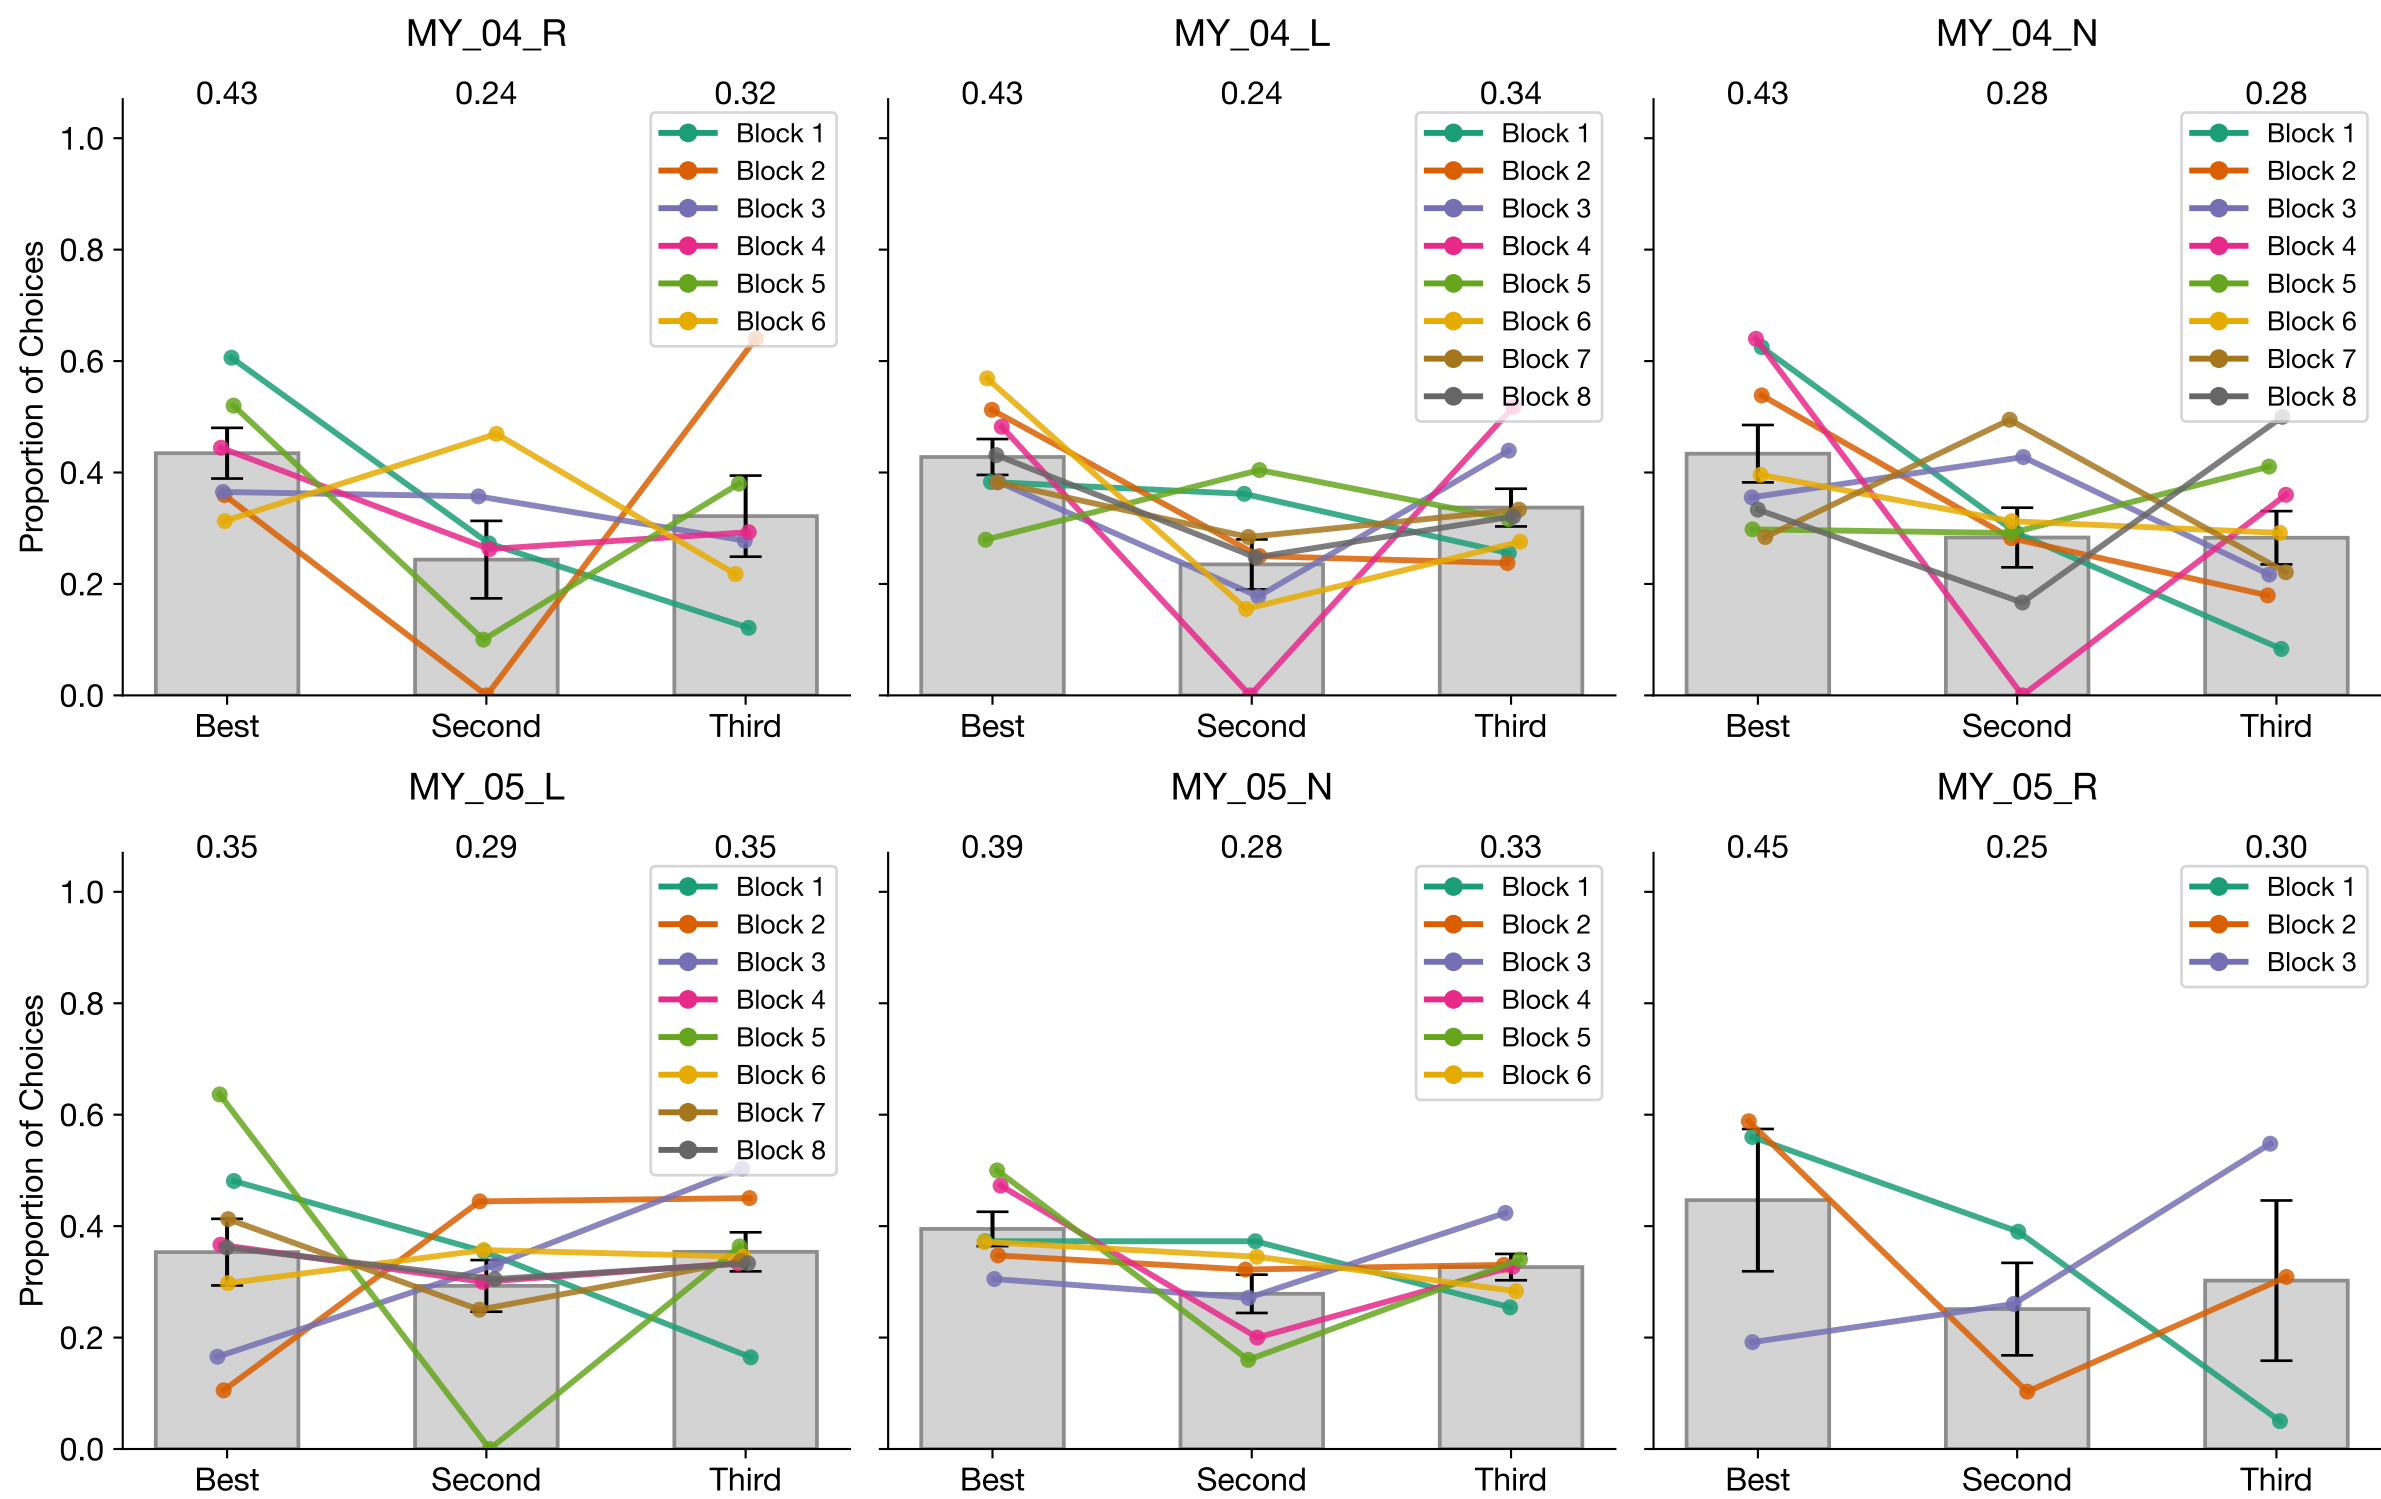 MY_04_R
0.43 0.24 0.32
Proportion of Choices
1.0
0.8
0.6
0.4
0.2
0.0
Block 1
Block 2
Block 3
Block 4
Block 5
Block 6
Best Second Third
MY_04_L
0.43 0.24 0.34
Block 1
Block 2
Block 3
Block 4
Block 5
Block 6
Block 7
Block 8
Best Second Third
MY_04_N
0.43 0.28 0.28
Block 1
Block 2
Block 3
Block 4
Block 5
Block 6
Block 7
Block 8
Best Second Third
MY_05_L
0.35 0.29 0.35
Proportion of Choices
1.0
0.8
0.6
0.4
0.2
0.0
Block 1
Block 2
Block 3
Block 4
Block 5
Block 6
Block 7
Block 8
Best Second Third
MY_05_N
0.39 0.28 0.33
Block 1
Block 2
Block 3
Block 4
Block 5
Block 6
Best Second Third
MY_05_R
0.45 0.25 0.30
Block 1
Block 2
Block 3
Best Second Third